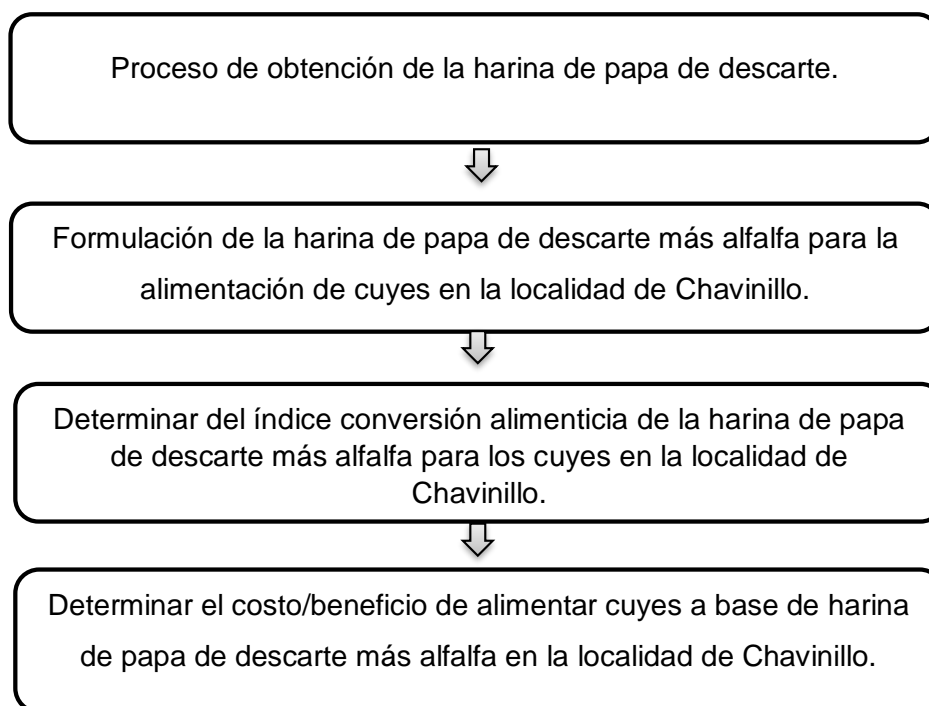 Proceso de obtención de la harina de papa de descarte.
Formulación de la harina de papa de descarte más alfalfa para la
alimentación de cuyes en la localidad de Chavinillo.
Determinar del índice conversión alimenticia de la harina de papa
de descarte más alfalfa para los cuyes en la localidad de
Chavinillo.
Determinar el costo/beneficio de alimentar cuyes a base de harina
de papa de descarte más alfalfa en la localidad de Chavinillo.